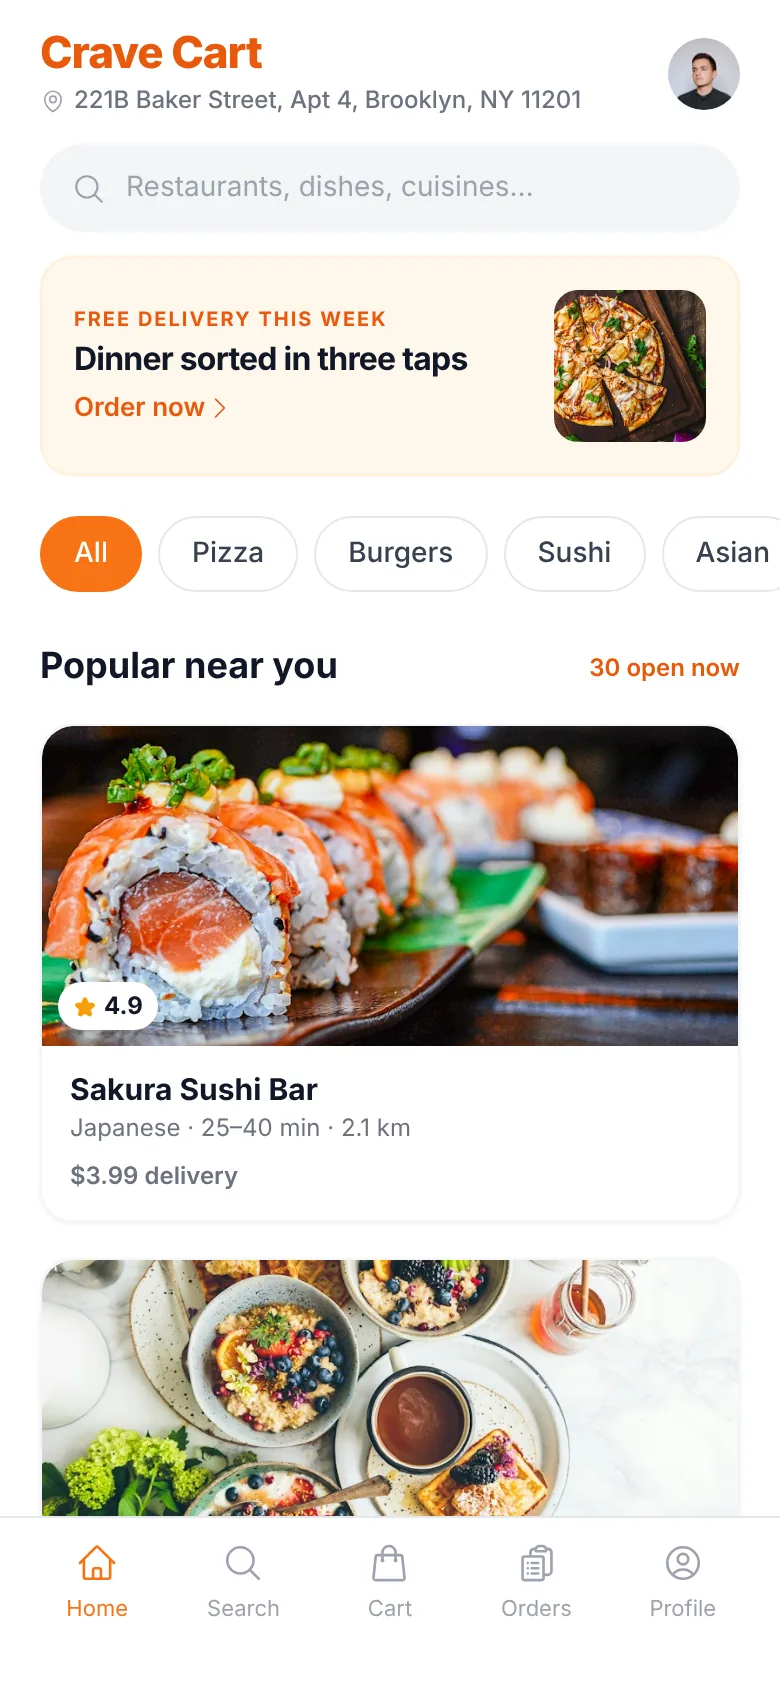 Crave Cart
221B Baker Street, Apt 4, Brooklyn, NY 11201
Restaurants, dishes, cuisines...
FREE DELIVERY THIS WEEK
Dinner sorted in three taps
Order now
All
Pizza
Burgers
Sushi
Asian
Popular near you
30 open now
4.9
Sakura Sushi Bar
Japanese · 25–40 min · 2.1 km
$3.99 delivery
Home
Search
Cart
Orders
Profile